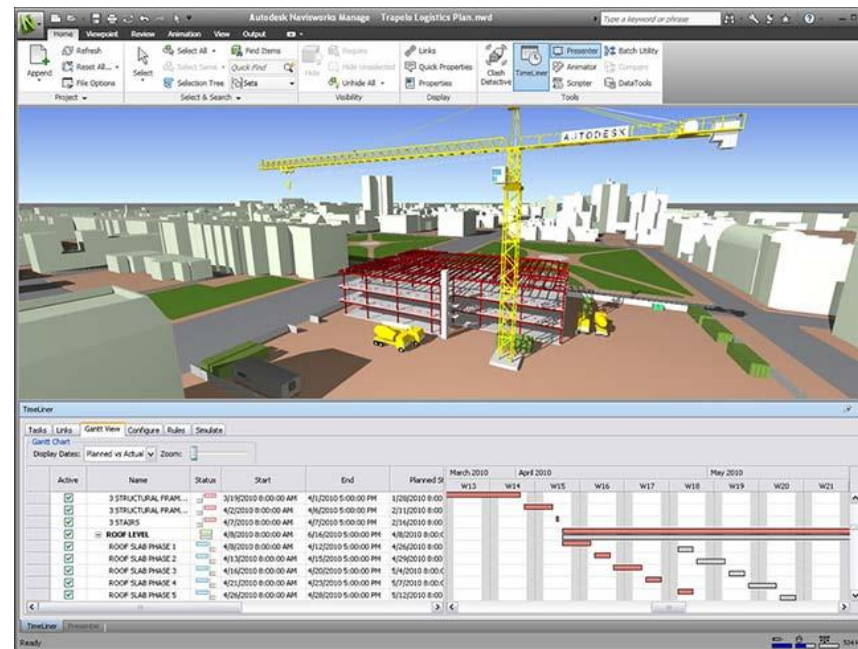 Autodesk Navisworks Manage Trapelo Logistics Plan.nwd
Type a keyword or phrase
Home Viewpoint Review Animation View Output
Append
Refresh
Reset All...
File Options
Project
Select
Select All
Select Same
Selection Tree
Find Items
Quick Find
Sets
Select & Search
Hide
Require
Hide Unselected
Unhide All
Visibility
Links
Quick Properties
Properties
Display
Clash Detective
TimeLiner
Presenter
Animator
Scripter
Batch Utility
Compare
DataTools
Tools
AUTODESK
TimeLiner
Tasks Links Gantt View Configure Rules Simulate
Gantt Chart
Display Dates: Planned vs Actual Zoom:
Active Name Status Start End Planned St
March 2010 April 2010 May 2010
W13 W14 W15 W16 W17 W18 W19 W20 W21
3 STRUCTURAL FRAM... 3/19/2010 8:00:00 AM 4/1/2010 5:00:00 PM 1/28/2010 8:00
3 STRUCTURAL FRAM... 4/2/2010 8:00:00 AM 4/6/2010 5:00:00 PM 2/11/2010 8:00
3 STAIRS 4/7/2010 8:00:00 AM 4/7/2010 5:00:00 PM 2/16/2010 8:00
ROOF LEVEL 4/8/2010 8:00:00 AM 6/16/2010 5:00:00 PM 4/8/2010 8:00:0
ROOF SLAB PHASE 1 4/8/2010 8:00:00 AM 4/12/2010 5:00:00 PM 4/26/2010 8:00
ROOF SLAB PHASE 2 4/13/2010 8:00:00 AM 4/15/2010 5:00:00 PM 4/29/2010 8:00
ROOF SLAB PHASE 3 4/16/2010 8:00:00 AM 4/20/2010 5:00:00 PM 5/4/2010 8:00:0
ROOF SLAB PHASE 4 4/21/2010 8:00:00 AM 4/23/2010 5:00:00 PM 5/7/2010 8:00:0
ROOF SLAB PHASE 5 4/26/2010 8:00:00 AM 4/28/2010 5:00:00 PM 5/12/2010 8:00
TimeLiner Presenter
Ready